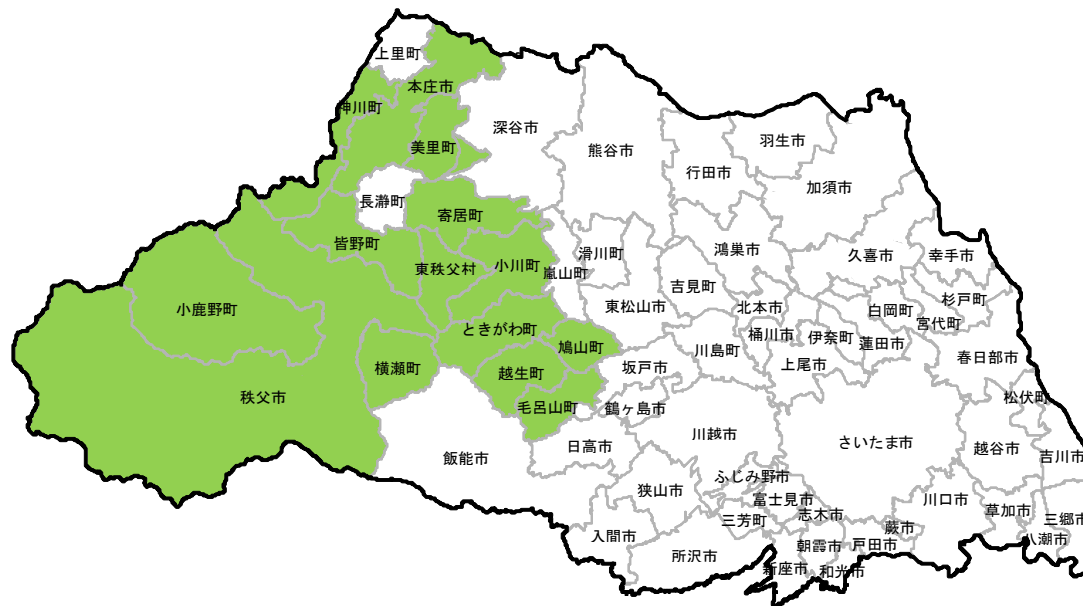 上里町
本庄市
神川町
深谷市
羽生市
美里町
熊谷市
行田市
加須市
長瀞町
寄居町
皆野町
鴻巣市
滑川町
久喜市
幸手市
東秩父村
小川町
嵐山町
吉見町
小鹿野町
東松山市
北本市
白岡町
杉戸町
ときがわ町
桶川市
伊奈町
宮代町
鳩山町
川島町
蓮田市
春日部市
横瀬町
越生町
坂戸市
上尾市
秩父市
松伏町
毛呂山町
鶴ヶ島市
川越市
さいたま市
越谷市
日高市
飯能市
吉川市
ふじみ野市
狭山市
富士見市
川口市
三芳町
志木市
草加市
三郷市
入間市
蕨市
朝霞市
戸田市
八潮市
所沢市
新座市
和光市